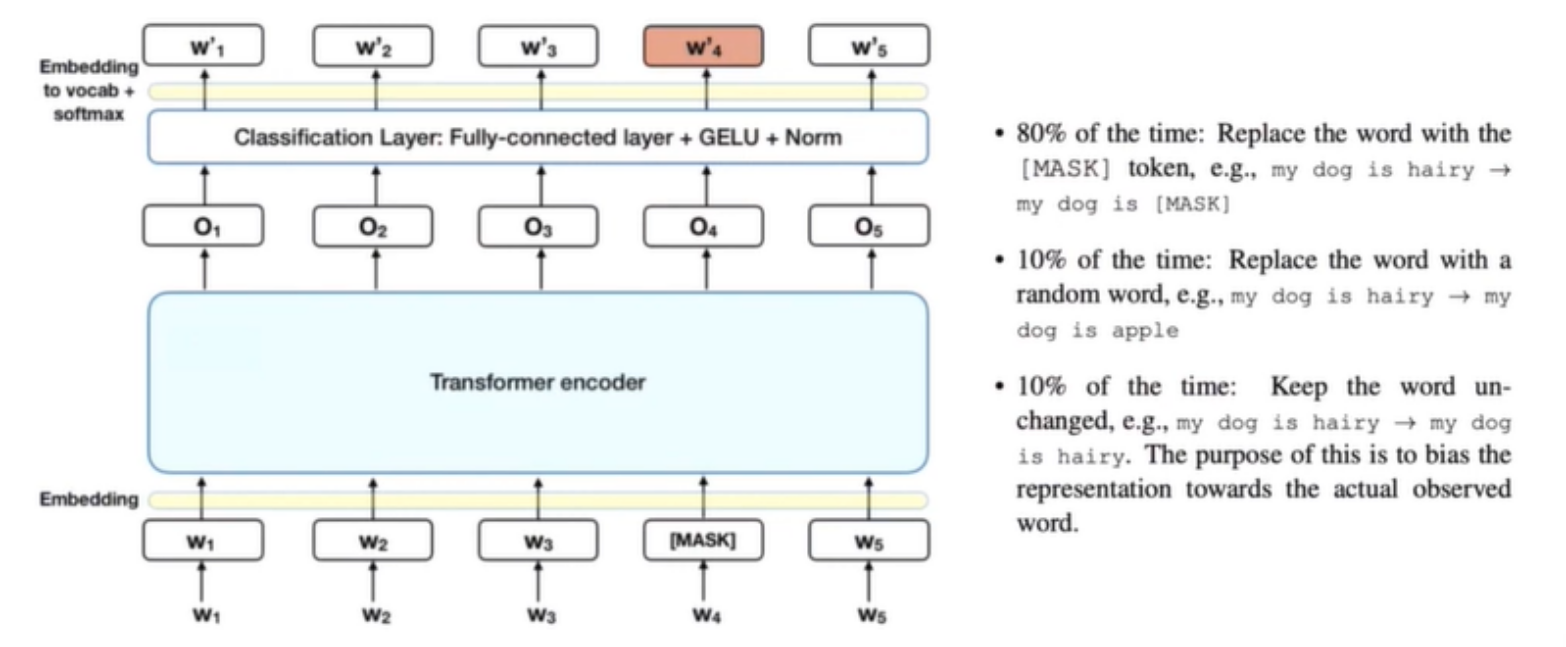 W'1 W'2 W'3 W'4 W'5
Embedding
to vocab +
softmax
Classification Layer: Fully-connected layer + GELU + Norm
O1 O2 O3 O4 O5
Transformer encoder
Embedding
W1 W2 W3 [MASK] W5
W1 W2 W3 W4 W5
• 80% of the time: Replace the word with the
[MASK] token, e.g., my dog is hairy →
my dog is [MASK]
• 10% of the time: Replace the word with a
random word, e.g., my dog is hairy → my
dog is apple
• 10% of the time: Keep the word un-
changed, e.g., my dog is hairy → my dog
is hairy. The purpose of this is to bias the
representation towards the actual observed
word.